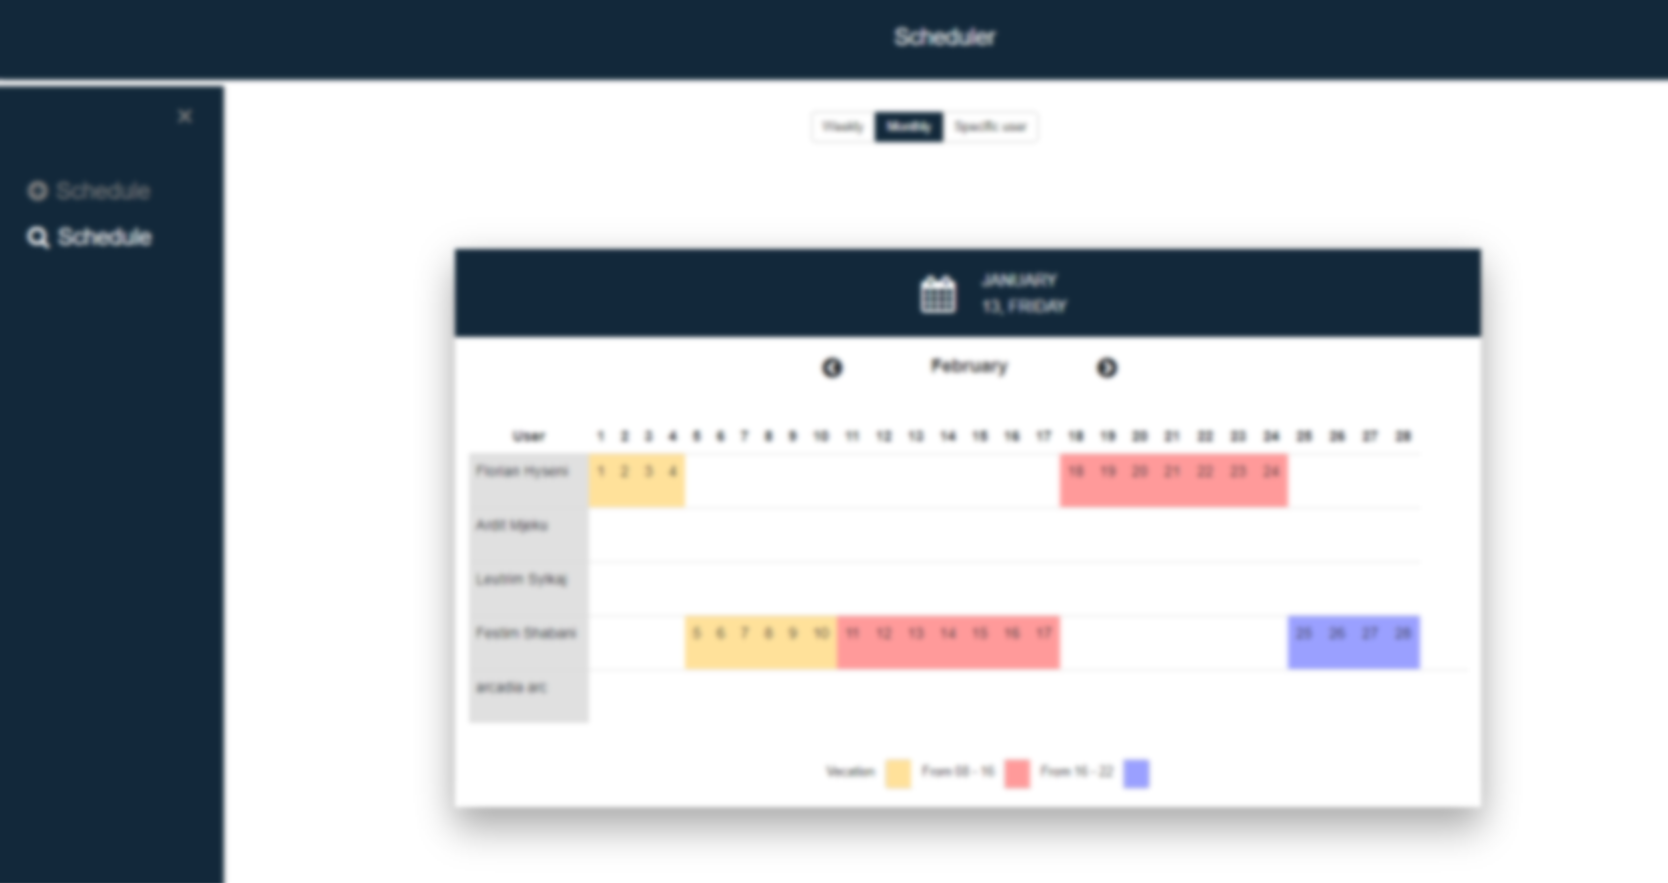 Scheduler
Weekly Monthly Specific user
Schedule
Schedule
JANUARY
13, FRIDAY
February
User 1 2 3 4 5 6 7 8 9 10 11 12 13 14 15 16 17 18 19 20 21 22 23 24 25 26 27 28
Florian Hyseni 1 2 3 4 18 19 20 21 22 23 24
Ardit
Festim Shabani 5 6 7 8 9 10 11 12 13 14 15 16 17 25 26 27 28
arcadia arc
Vacation From 08 - 16 From 16 - 22